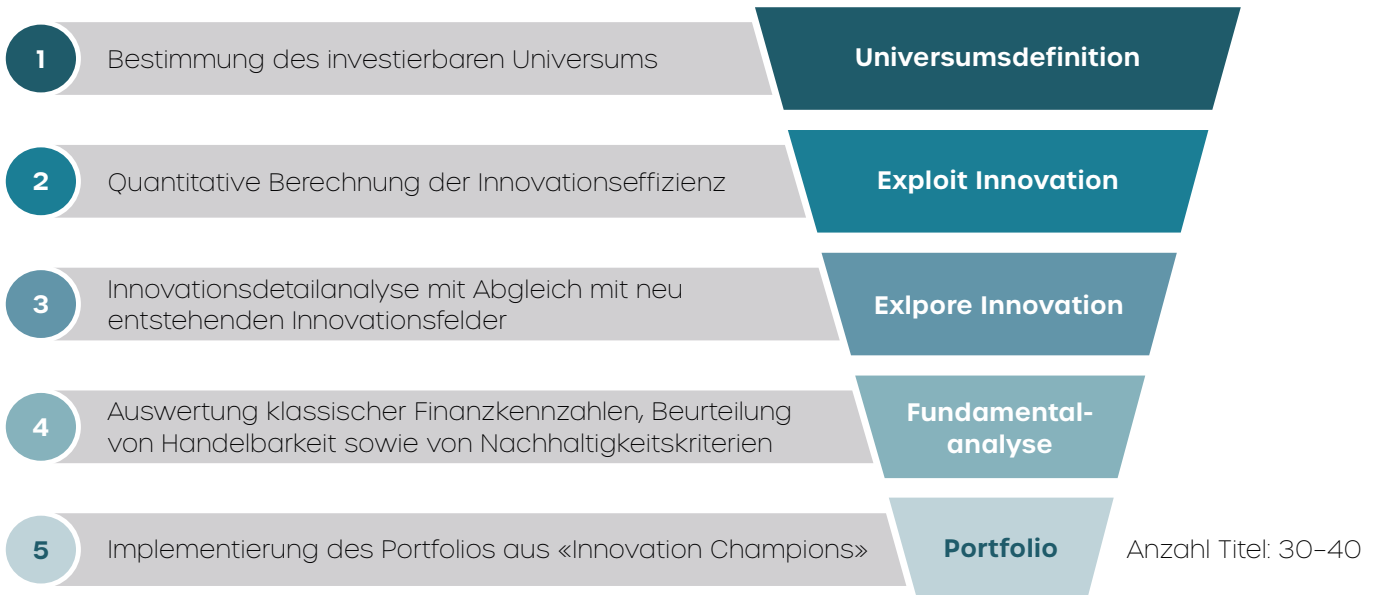 1
Bestimmung des investierbaren Universums
Universumsdefinition
2
Quantitative Berechnung der Innovationseffizienz
Exploit Innovation
3
Innovationsdetailanalyse mit Abgleich mit neu
entstehenden Innovationsfelder
Exlpore Innovation
4
Auswertung klassischer Finanzkennzahlen, Beurteilung
von Handelbarkeit sowie von Nachhaltigkeitskriterien
Fundamental-
analyse
5
Implementierung des Portfolios aus «Innovation Champions»
Portfolio
Anzahl Titel: 30–40